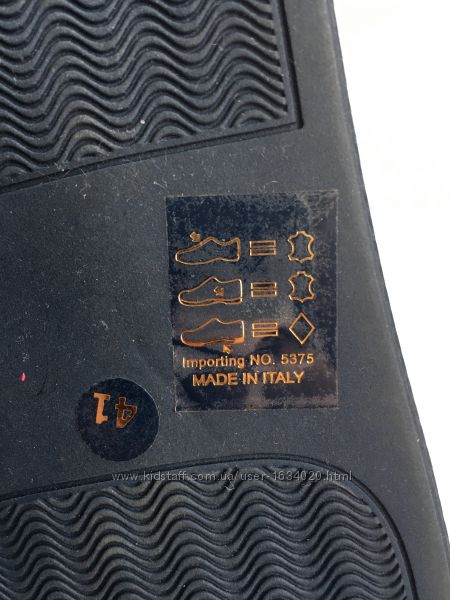 Importing NO. 5375
MADE IN ITALY
41
www.kidstaff.com.ua/user-1634020.html